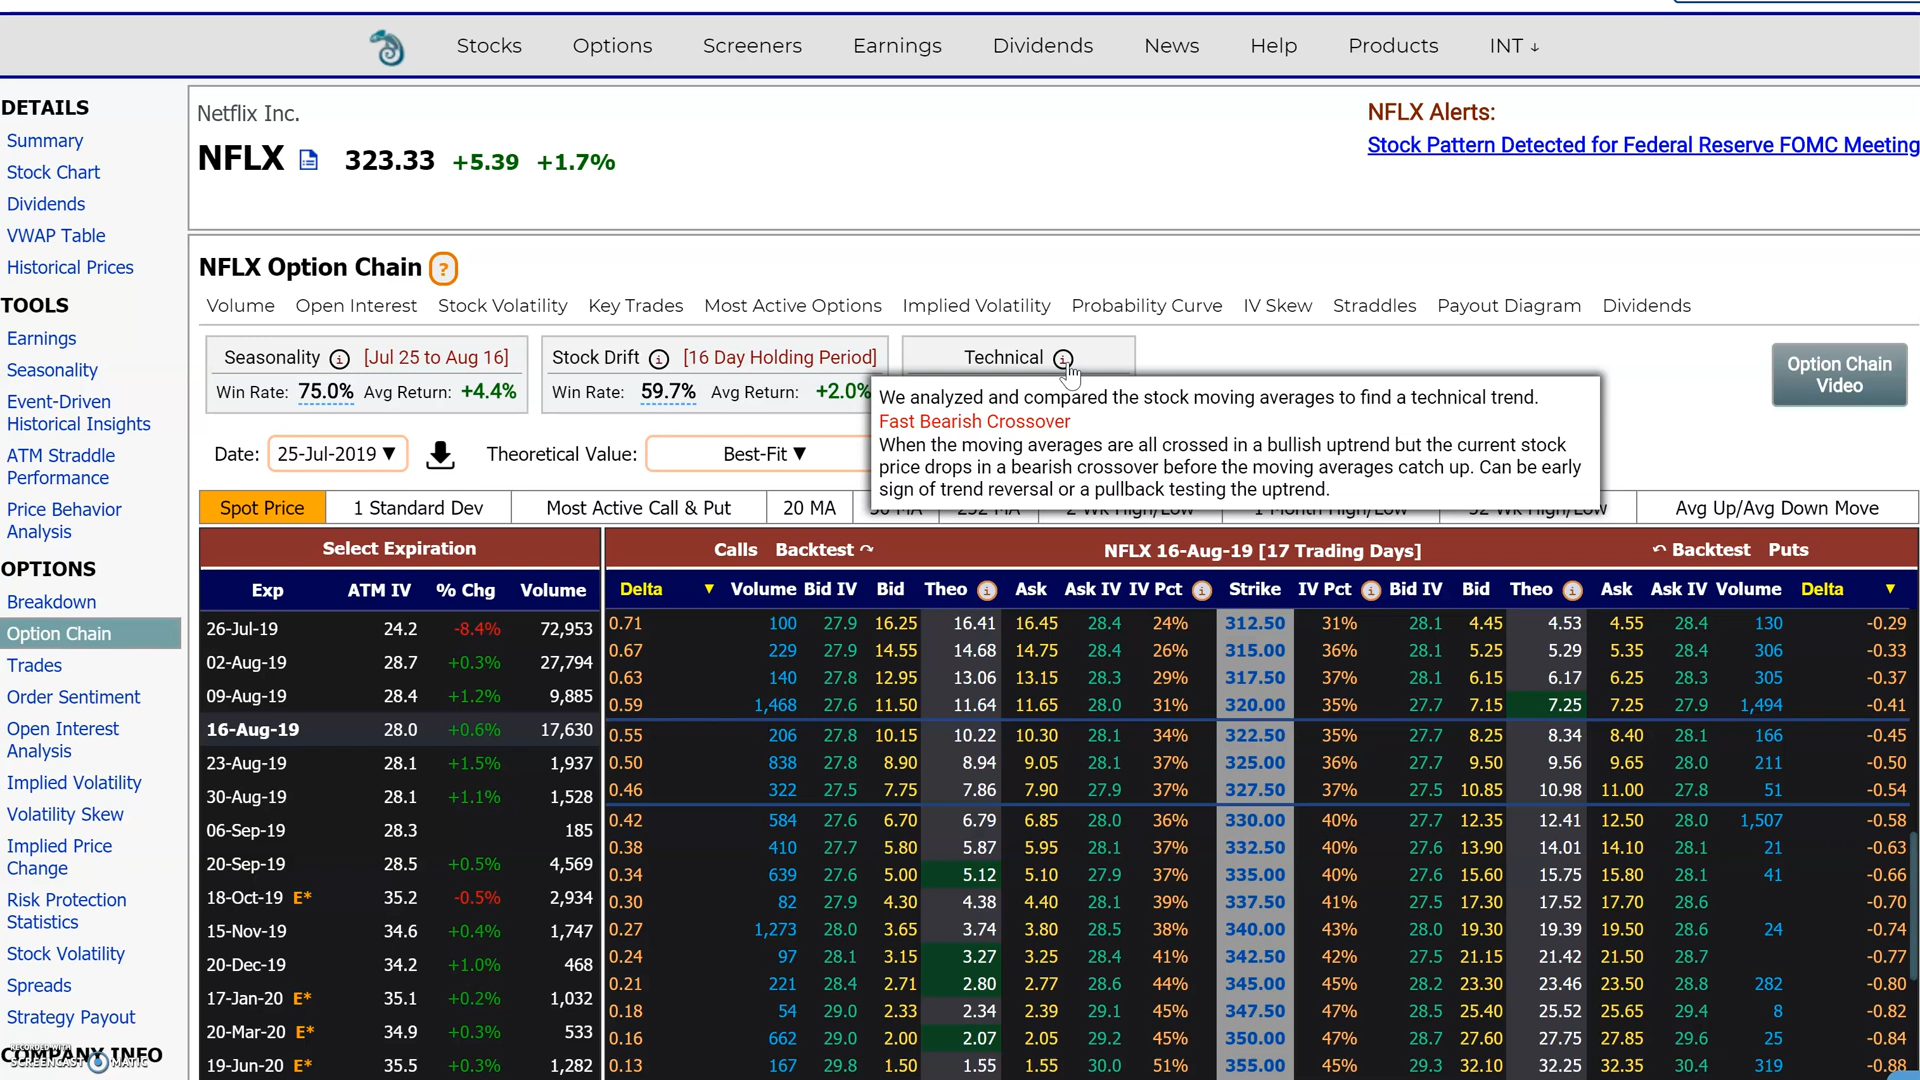 Stocks Options Screeners Earnings Dividends News Help Products INT ↓
DETAILS
Summary
Stock Chart
Dividends
VWAP Table
Historical Prices
TOOLS
Earnings
Seasonality
Event-Driven
Historical Insights
ATM Straddle
Performance
Price Behavior
Analysis
OPTIONS
Breakdown
Option Chain
Trades
Order Sentiment
Open Interest
Analysis
Implied Volatility
Volatility Skew
Implied Price
Change
Risk Protection
Statistics
Stock Volatility
Spreads
Strategy Payout
COMPANY INFO
RECORDED WITH
SCREENCAST MATIC
Netflix Inc.
NFLX 323.33 +5.39 +1.7%
NFLX Alerts:
Stock Pattern Detected for Federal Reserve FOMC Meeting
NFLX Option Chain ?
Volume Open Interest Stock Volatility Key Trades Most Active Options Implied Volatility Probability Curve IV Skew Straddles Payout Diagram Dividends
Seasonality i [Jul 25 to Aug 16]
Win Rate: 75.0% Avg Return: +4.4%
Stock Drift i [16 Day Holding Period]
Win Rate: 59.7% Avg Return: +2.0%
Technical i
We analyzed and compared the stock moving averages to find a technical trend.
Fast Bearish Crossover
When the moving averages are all crossed in a bullish uptrend but the current stock
price drops in a bearish crossover before the moving averages catch up. Can be early
sign of trend reversal or a pullback testing the uptrend.
Option Chain
Video
Date: 25-Jul-2019 ▼ Theoretical Value: Best-Fit ▼
Spot Price 1 Standard Dev Most Active Call & Put 20 MA 50 MA 252 MA 2 Wk High/Low 1 Month High/Low 52 Wk High/Low Avg Up/Avg Down Move
Select Expiration
Exp ATM IV % Chg Volume
26-Jul-19 24.2 -8.4% 72,953
02-Aug-19 28.7 +0.3% 27,794
09-Aug-19 28.4 +1.2% 9,885
16-Aug-19 28.0 +0.6% 17,630
23-Aug-19 28.1 +1.5% 1,937
30-Aug-19 28.1 +1.1% 1,528
06-Sep-19 28.3 185
20-Sep-19 28.5 +0.5% 4,569
18-Oct-19 E* 35.2 -0.5% 2,934
15-Nov-19 34.6 +0.4% 1,747
20-Dec-19 34.2 +1.0% 468
17-Jan-20 E* 35.1 +0.2% 1,032
20-Mar-20 E* 34.9 +0.3% 533
19-Jun-20 E* 35.5 +0.3% 1,282
Calls Backtest ↷ NFLX 16-Aug-19 [17 Trading Days] ↶ Backtest Puts
Delta ▼ Volume Bid IV Bid Theo i Ask Ask IV IV Pct i Strike IV Pct i Bid IV Bid Theo i Ask Ask IV Volume Delta ▼
0.71 100 27.9 16.25 16.41 16.45 28.4 24% 312.50 31% 28.1 4.45 4.53 4.55 28.4 130 -0.29
0.67 229 27.9 14.55 14.68 14.75 28.4 26% 315.00 36% 28.1 5.25 5.29 5.35 28.4 306 -0.33
0.63 140 27.8 12.95 13.06 13.15 28.3 29% 317.50 37% 28.1 6.15 6.17 6.25 28.3 305 -0.37
0.59 1,468 27.6 11.50 11.64 11.65 28.0 31% 320.00 35% 27.7 7.15 7.25 7.25 27.9 1,494 -0.41
0.55 206 27.8 10.15 10.22 10.30 28.1 34% 322.50 35% 27.7 8.25 8.34 8.40 28.1 166 -0.45
0.50 838 27.8 8.90 8.94 9.05 28.1 37% 325.00 36% 27.7 9.50 9.56 9.65 28.0 211 -0.50
0.46 322 27.5 7.75 7.86 7.90 27.9 37% 327.50 37% 27.5 10.85 10.98 11.00 27.8 51 -0.54
0.42 584 27.6 6.70 6.79 6.85 28.0 36% 330.00 40% 27.7 12.35 12.41 12.50 28.0 1,507 -0.58
0.38 410 27.7 5.80 5.87 5.95 28.1 37% 332.50 40% 27.6 13.90 14.01 14.10 28.1 21 -0.63
0.34 639 27.6 5.00 5.12 5.10 27.9 37% 335.00 40% 27.6 15.60 15.75 15.80 28.1 41 -0.66
0.30 82 27.9 4.30 4.38 4.40 28.1 39% 337.50 41% 27.5 17.30 17.52 17.70 28.6 -0.70
0.27 1,273 28.0 3.65 3.74 3.80 28.5 38% 340.00 43% 28.0 19.30 19.39 19.50 28.6 24 -0.74
0.24 97 28.1 3.15 3.27 3.25 28.4 41% 342.50 42% 27.5 21.15 21.42 21.50 28.7 -0.77
0.21 221 28.4 2.71 2.80 2.77 28.6 44% 345.00 45% 28.2 23.30 23.46 23.50 28.8 282 -0.80
0.18 54 29.0 2.33 2.34 2.39 29.1 45% 347.50 47% 28.5 25.40 25.52 25.65 29.4 8 -0.82
0.16 662 29.0 2.00 2.07 2.05 29.2 45% 350.00 47% 28.7 27.60 27.75 27.85 29.6 25 -0.84
0.13 167 29.8 1.50 1.55 1.55 30.0 51% 355.00 45% 29.3 32.10 32.25 32.35 30.4 319 -0.88